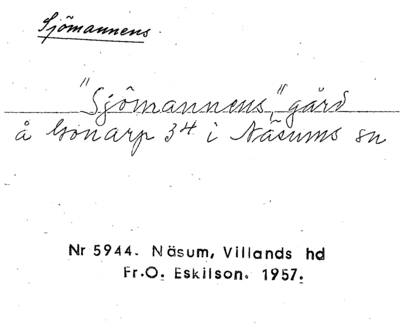 Sjömannens
"Sjömannens" gård
å Gonarp 34 i Näsums sn
Nr 5944. Näsum, Villands hd
Fr.O. Eskilson. 1957.